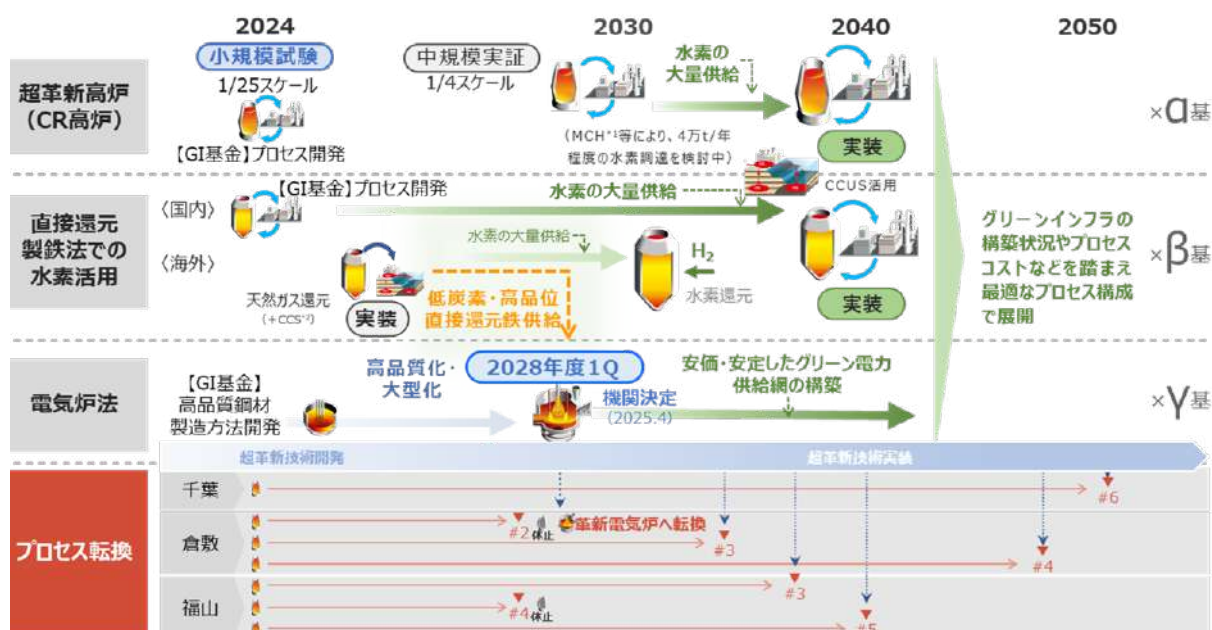 2024
2030
2040
2050
超革新高炉
(CR高炉)
小規模試験
1/25スケール
【GI基金】プロセス開発
中規模実証
1/4スケール
(MCH*1等により、4万t/年
程度の水素調達を検討中)
水素の
大量供給
実装
×α基
直接還元
製鉄法での
水素活用
〈国内〉
【GI基金】プロセス開発
水素の大量供給
CCUS活用
実装
〈海外〉
天然ガス還元
(+CCS*2)
実装
水素の大量供給
低炭素・高品位
直接還元鉄供給
H₂
水素還元
グリーンインフラの
構築状況やプロセス
コストなどを踏まえ
最適なプロセス構成
で展開
×β基
電気炉法
【GI基金】
高品質鋼材
製造方法開発
高品質化・
大型化
2028年度1Q
機関決定
(2025.4)
安価・安定したグリーン電力
供給網の構築
×γ基
超革新技術開発
超革新技術実装
プロセス転換
千葉
#6
倉敷
#2
休止
革新電気炉へ転換
#3
#4
福山
#3
#4
休止
#5